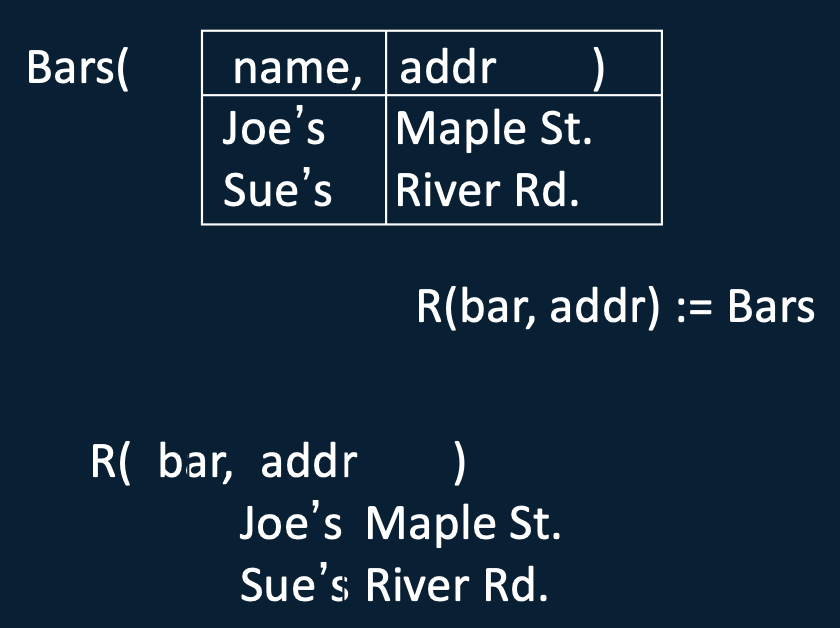 Bars( name, addr )
Joe’s Maple St.
Sue’s River Rd.
R(bar, addr) := Bars
R( bar, addr )
Joe’s Maple St.
Sue’s River Rd.